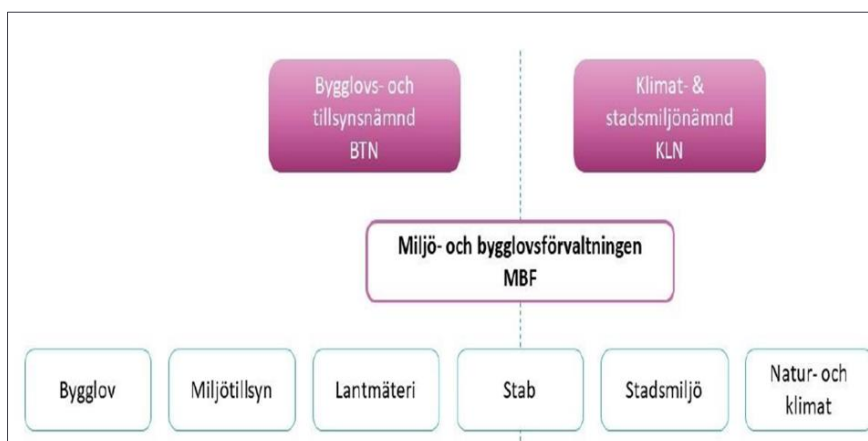 Bygglovs- och
tillsynsnämnd
BTN
Klimat- &
stadsmiljönämnd
KLN
Miljö- och bygglovsförvaltningen
MBF
Bygglov
Miljötillsyn
Lantmäteri
Stab
Stadsmiljö
Natur- och
klimat